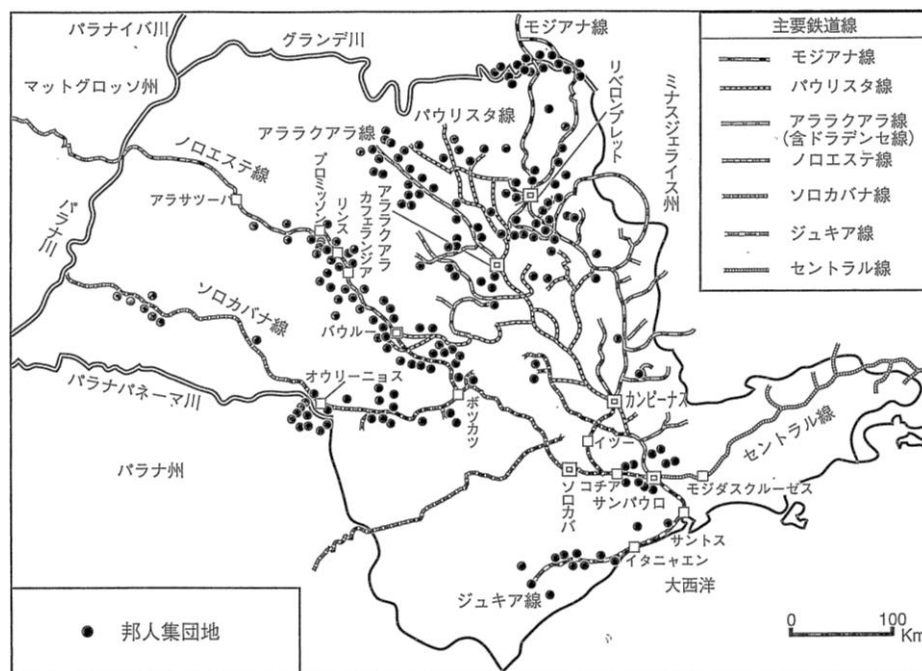 パラナイバ川
グランデ川
モジアナ線
マットグロッソ州
リベロンプレット
ミナスジェライス州
パウリスタ線
アララクアラ線
ノロエステ線
アラサツーバ
プロミッソン
リンス
カフェランジア
アララクアラ
パラナ川
ソロカバナ線
バウルー
パラナパネーマ川
オウリーニョス
ボツカツ
カンピーナス
イツー
セントラル線
パラナ州
ソロカバ
コチア
サンパウロ
モジダスクルーゼス
サントス
イタニャエン
大西洋
ジュキア線
主要鉄道線
モジアナ線
パウリスタ線
アララクアラ線
(含ドラデンセ線)
ノロエステ線
ソロカバナ線
ジュキア線
セントラル線
邦人集団地
0 100
Km